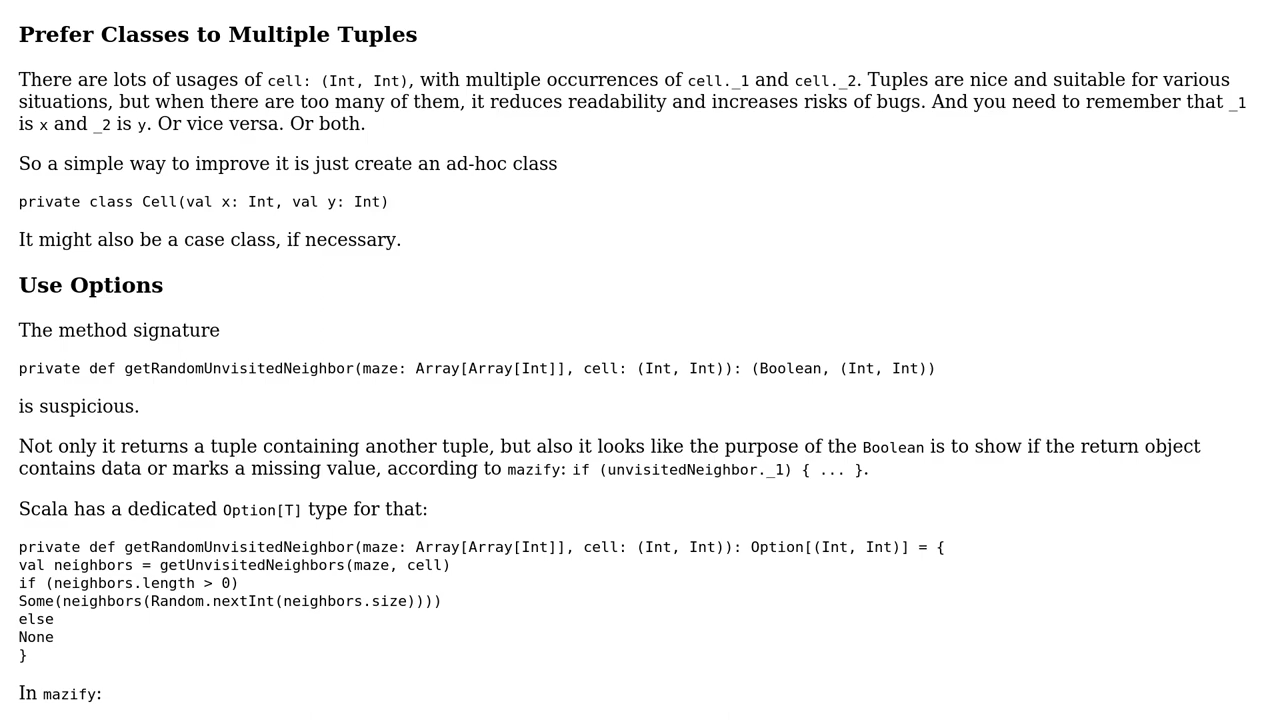 Prefer Classes to Multiple Tuples
There are lots of usages of cell: (Int, Int), with multiple occurrences of cell._1 and cell._2. Tuples are nice and suitable for various
situations, but when there are too many of them, it reduces readability and increases risks of bugs. And you need to remember that _1
is x and _2 is y. Or vice versa. Or both.
So a simple way to improve it is just create an ad-hoc class
private class Cell(val x: Int, val y: Int)
It might also be a case class, if necessary.
Use Options
The method signature
private def getRandomUnvisitedNeighbor(maze: Array[Array[Int]], cell: (Int, Int)): (Boolean, (Int, Int))
is suspicious.
Not only it returns a tuple containing another tuple, but also it looks like the purpose of the Boolean is to show if the return object
contains data or marks a missing value, according to mazify: if (unvisitedNeighbor._1) { ... }.
Scala has a dedicated Option[T] type for that:
private def getRandomUnvisitedNeighbor(maze: Array[Array[Int]], cell: (Int, Int)): Option[(Int, Int)] = {
val neighbors = getUnvisitedNeighbors(maze, cell)
if (neighbors.length > 0)
Some(neighbors(Random.nextInt(neighbors.size))))
else
None
}
In mazify: